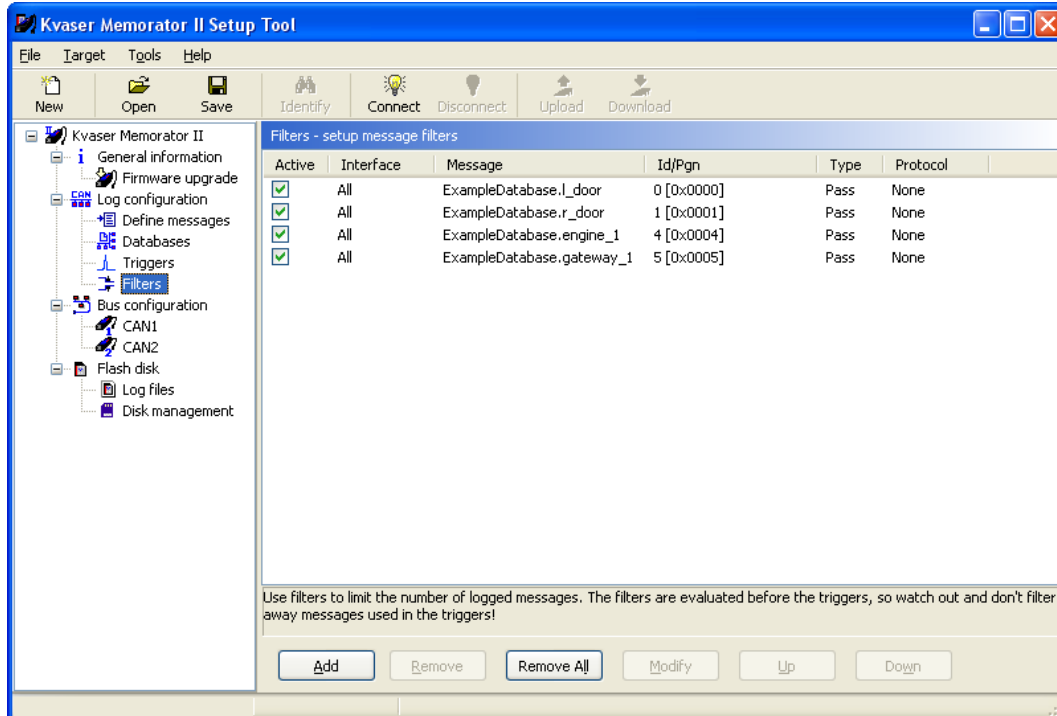 Kvaser Memorator II Setup Tool
File Target Tools Help
New Open Save Identify Connect Disconnect Upload Download
Kvaser Memorator II
General information
Firmware upgrade
Log configuration
Define messages
Databases
Triggers
Filters
Bus configuration
CAN1
CAN2
Flash disk
Log files
Disk management
Filters - setup message filters
Active Interface Message Id/Pgn Type Protocol
All ExampleDatabase.l_door 0 [0x0000] Pass None
All ExampleDatabase.r_door 1 [0x0001] Pass None
All ExampleDatabase.engine_1 4 [0x0004] Pass None
All ExampleDatabase.gateway_1 5 [0x0005] Pass None
Use filters to limit the number of logged messages. The filters are evaluated before the triggers, so watch out and don't filter
away messages used in the triggers!
Add Remove Remove All Modify Up Down